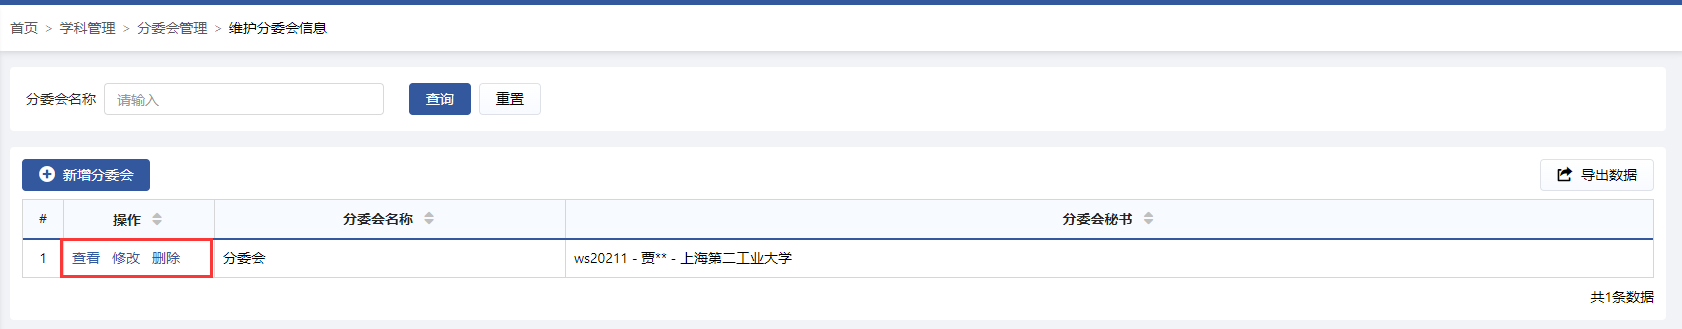 首页 > 学科管理 > 分委会管理 > 维护分委会信息
分委会名称 请输入 查询 重置
新增分委会 导出数据
# 操作 分委会名称 分委会秘书
1 查看 修改 删除 分委会 ws20211 - 贾** - 上海第二工业大学
共1条数据